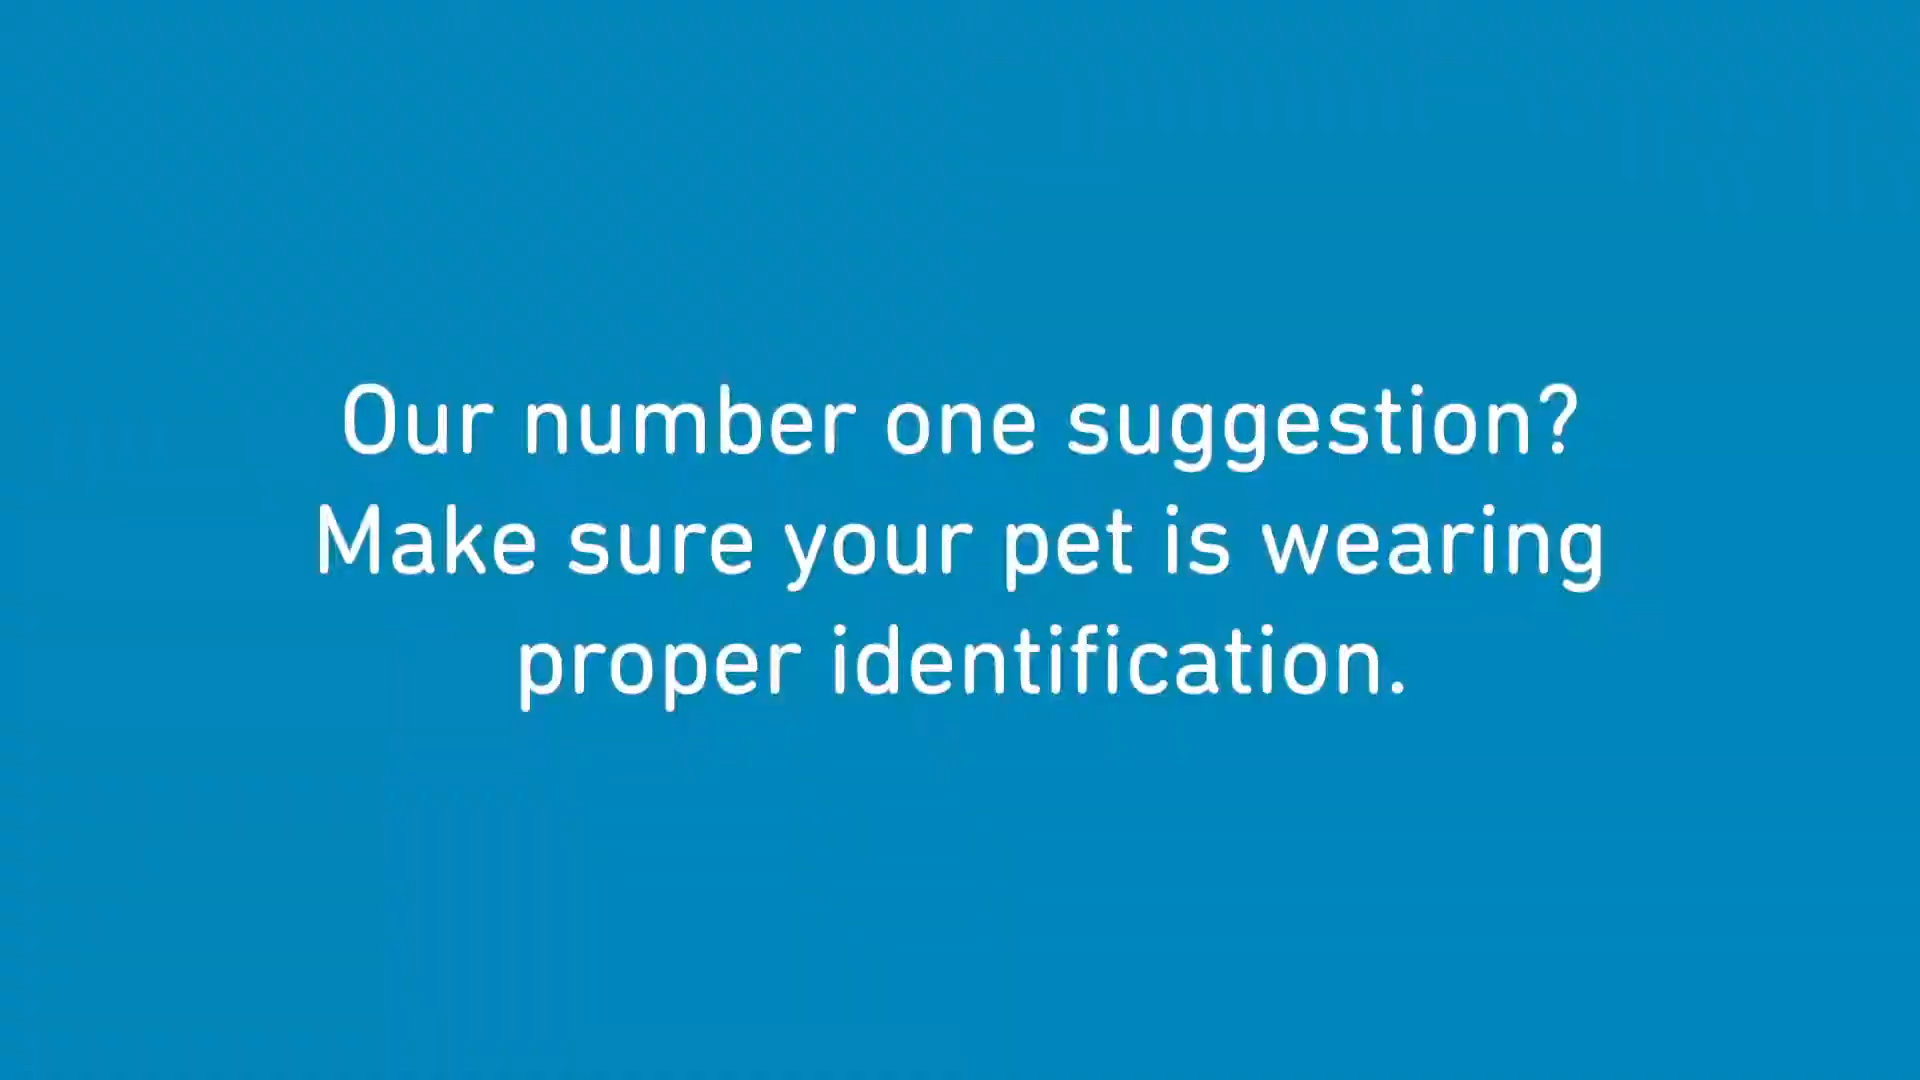 Our number one suggestion?
Make sure your pet is wearing
proper identification.